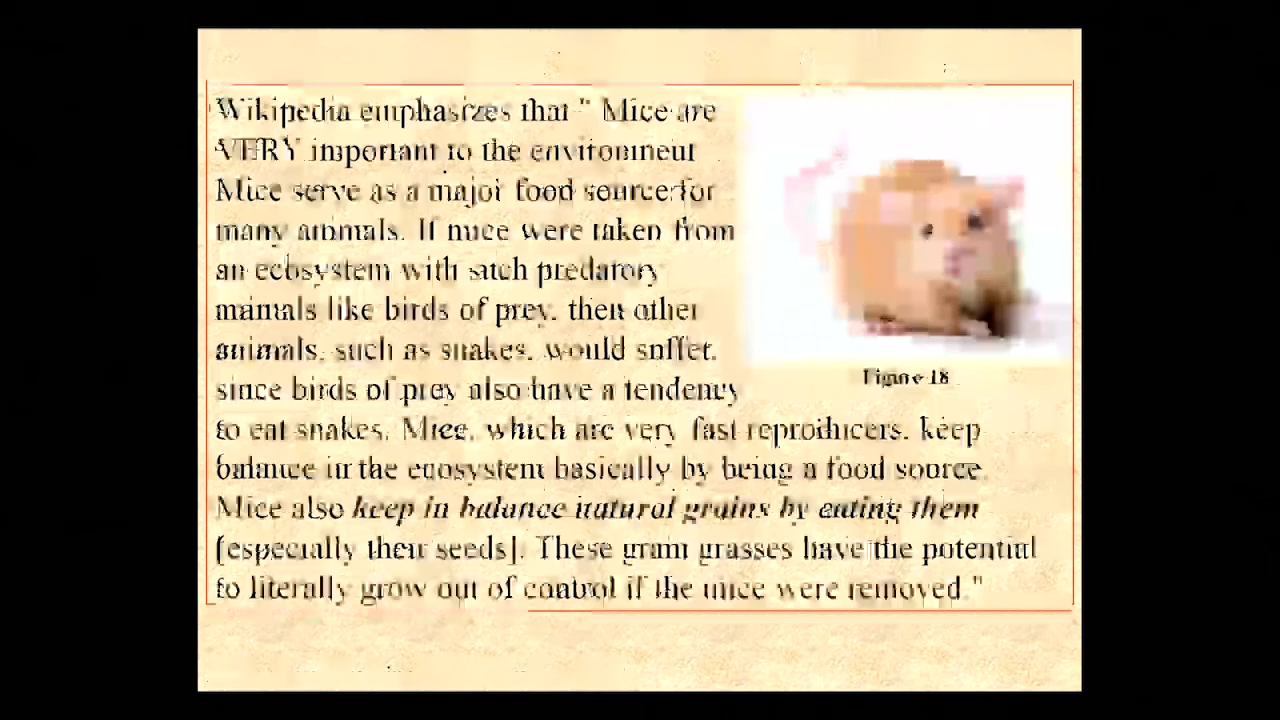 Wikipedia emphasizes that " Mice are
VERY important to the environment
Mice serve as a major food source for
many animals. If mice were taken from
an ecosystem with such predatory
mamals like birds of prey, then other
animals, such as snakes, would suffer,
since birds of prey also have a tendency
Figure 18
to eat snakes. Mice, which are very fast reproducers, keep
balance in the ecosystem basically by being a food source.
Mice also keep in balance natural grains by eating them
[especially their seeds]. These grain grasses have the potential
to literally grow out of control if the mice were removed."